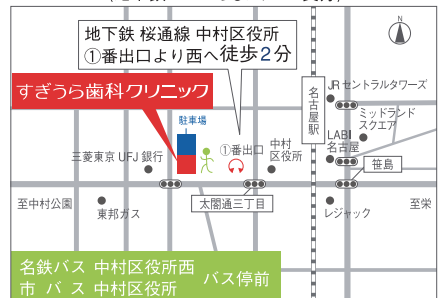 N
地下鉄 桜通線 中村区役所
①番出口より西へ徒歩2分
すぎうら歯科クリニック
駐車場
名古屋駅
JRセントラルタワーズ
ミッドランド
スクエア
LABI
名古屋
①番出口
中村
区役所
三菱東京UFJ銀行
笹島
至中村公園
東邦ガス
太閤通三丁目
レジャック
至栄
名鉄バス 中村区役所西
市バス 中村区役所
バス停前